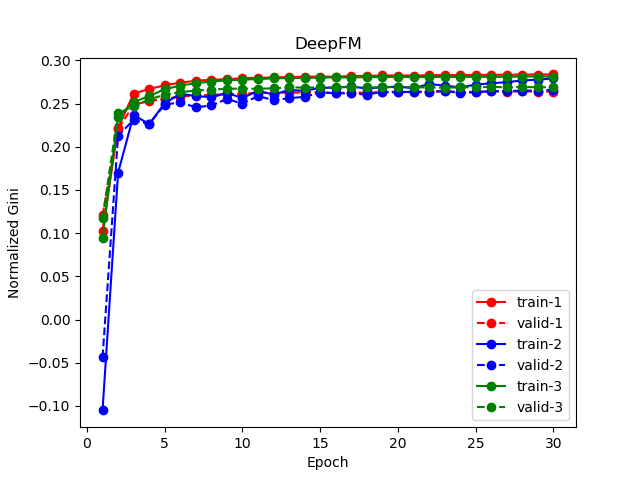 DeepFM
Normalized Gini
0.30
0.25
0.20
0.15
0.10
0.05
0.00
−0.05
−0.10
0
5
10
15
20
25
30
Epoch
train-1
valid-1
train-2
valid-2
train-3
valid-3